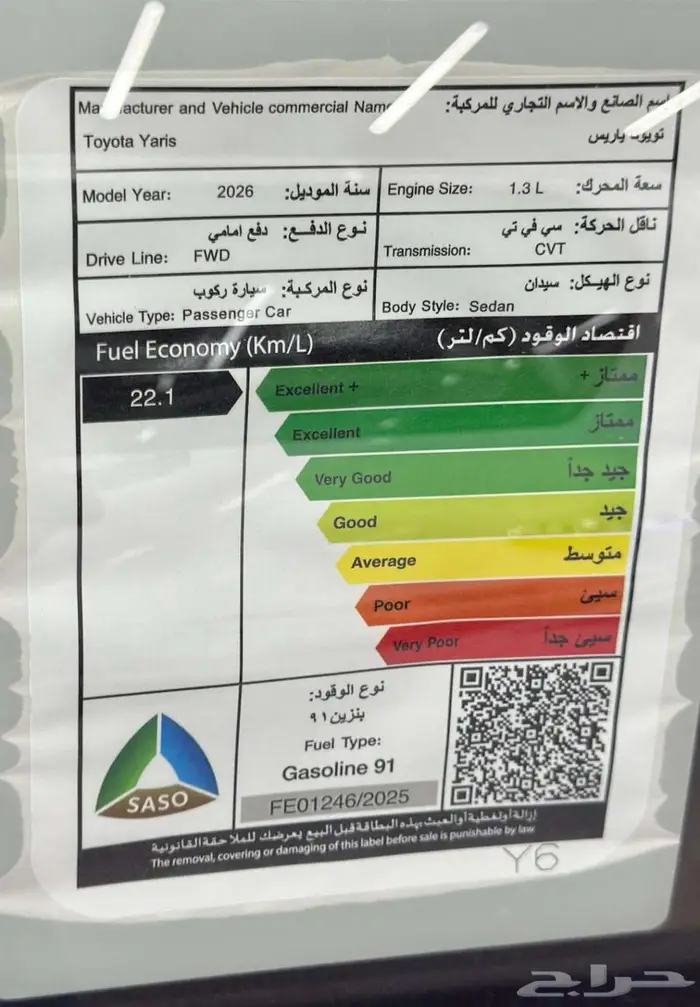 Manufacturer and Vehicle commercial Name
اسم الصانع والاسم التجاري للمركبة:
Toyota Yaris
تويوتا ياريس
Model Year: 2026 سنة الموديل:
Engine Size: 1.3 L سعة المحرك:
نوع الدفع: دفع امامي
Drive Line: FWD
ناقل الحركة: سي في تي
Transmission: CVT
نوع المركبة: سيارة ركوب
Vehicle Type: Passenger Car
نوع الهيكل: سيدان
Body Style: Sedan
Fuel Economy (Km/L) اقتصاد الوقود (كم/لتر)
22.1
Excellent + ممتاز +
Excellent ممتاز
Very Good جيد جداً
Good جيد
Average متوسط
Poor سيئ
Very Poor سيئ جداً
نوع الوقود:
بنزين ٩١
Fuel Type:
Gasoline 91
FE01246/2025
SASO
إزالة أو تغطية أو العبث بهذه البطاقة قبل البيع يعرضك للملاحقة القانونية
The removal, covering or damaging of this label before sale is punishable by law
Y6
حراج